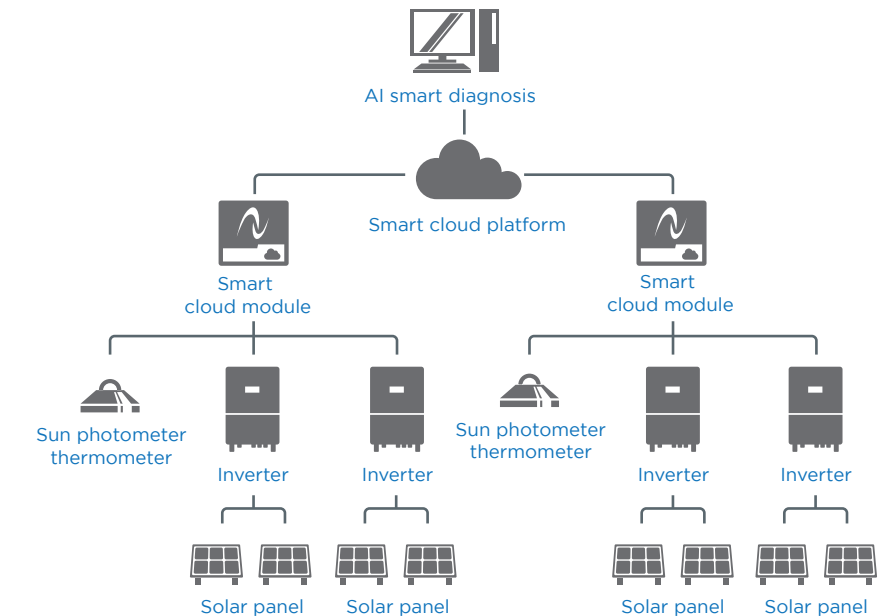 AI smart diagnosis
Smart cloud platform
Smart
cloud module
Smart
cloud module
Sun photometer
thermometer
Inverter
Inverter
Sun photometer
thermometer
Inverter
Inverter
Solar panel
Solar panel
Solar panel
Solar panel